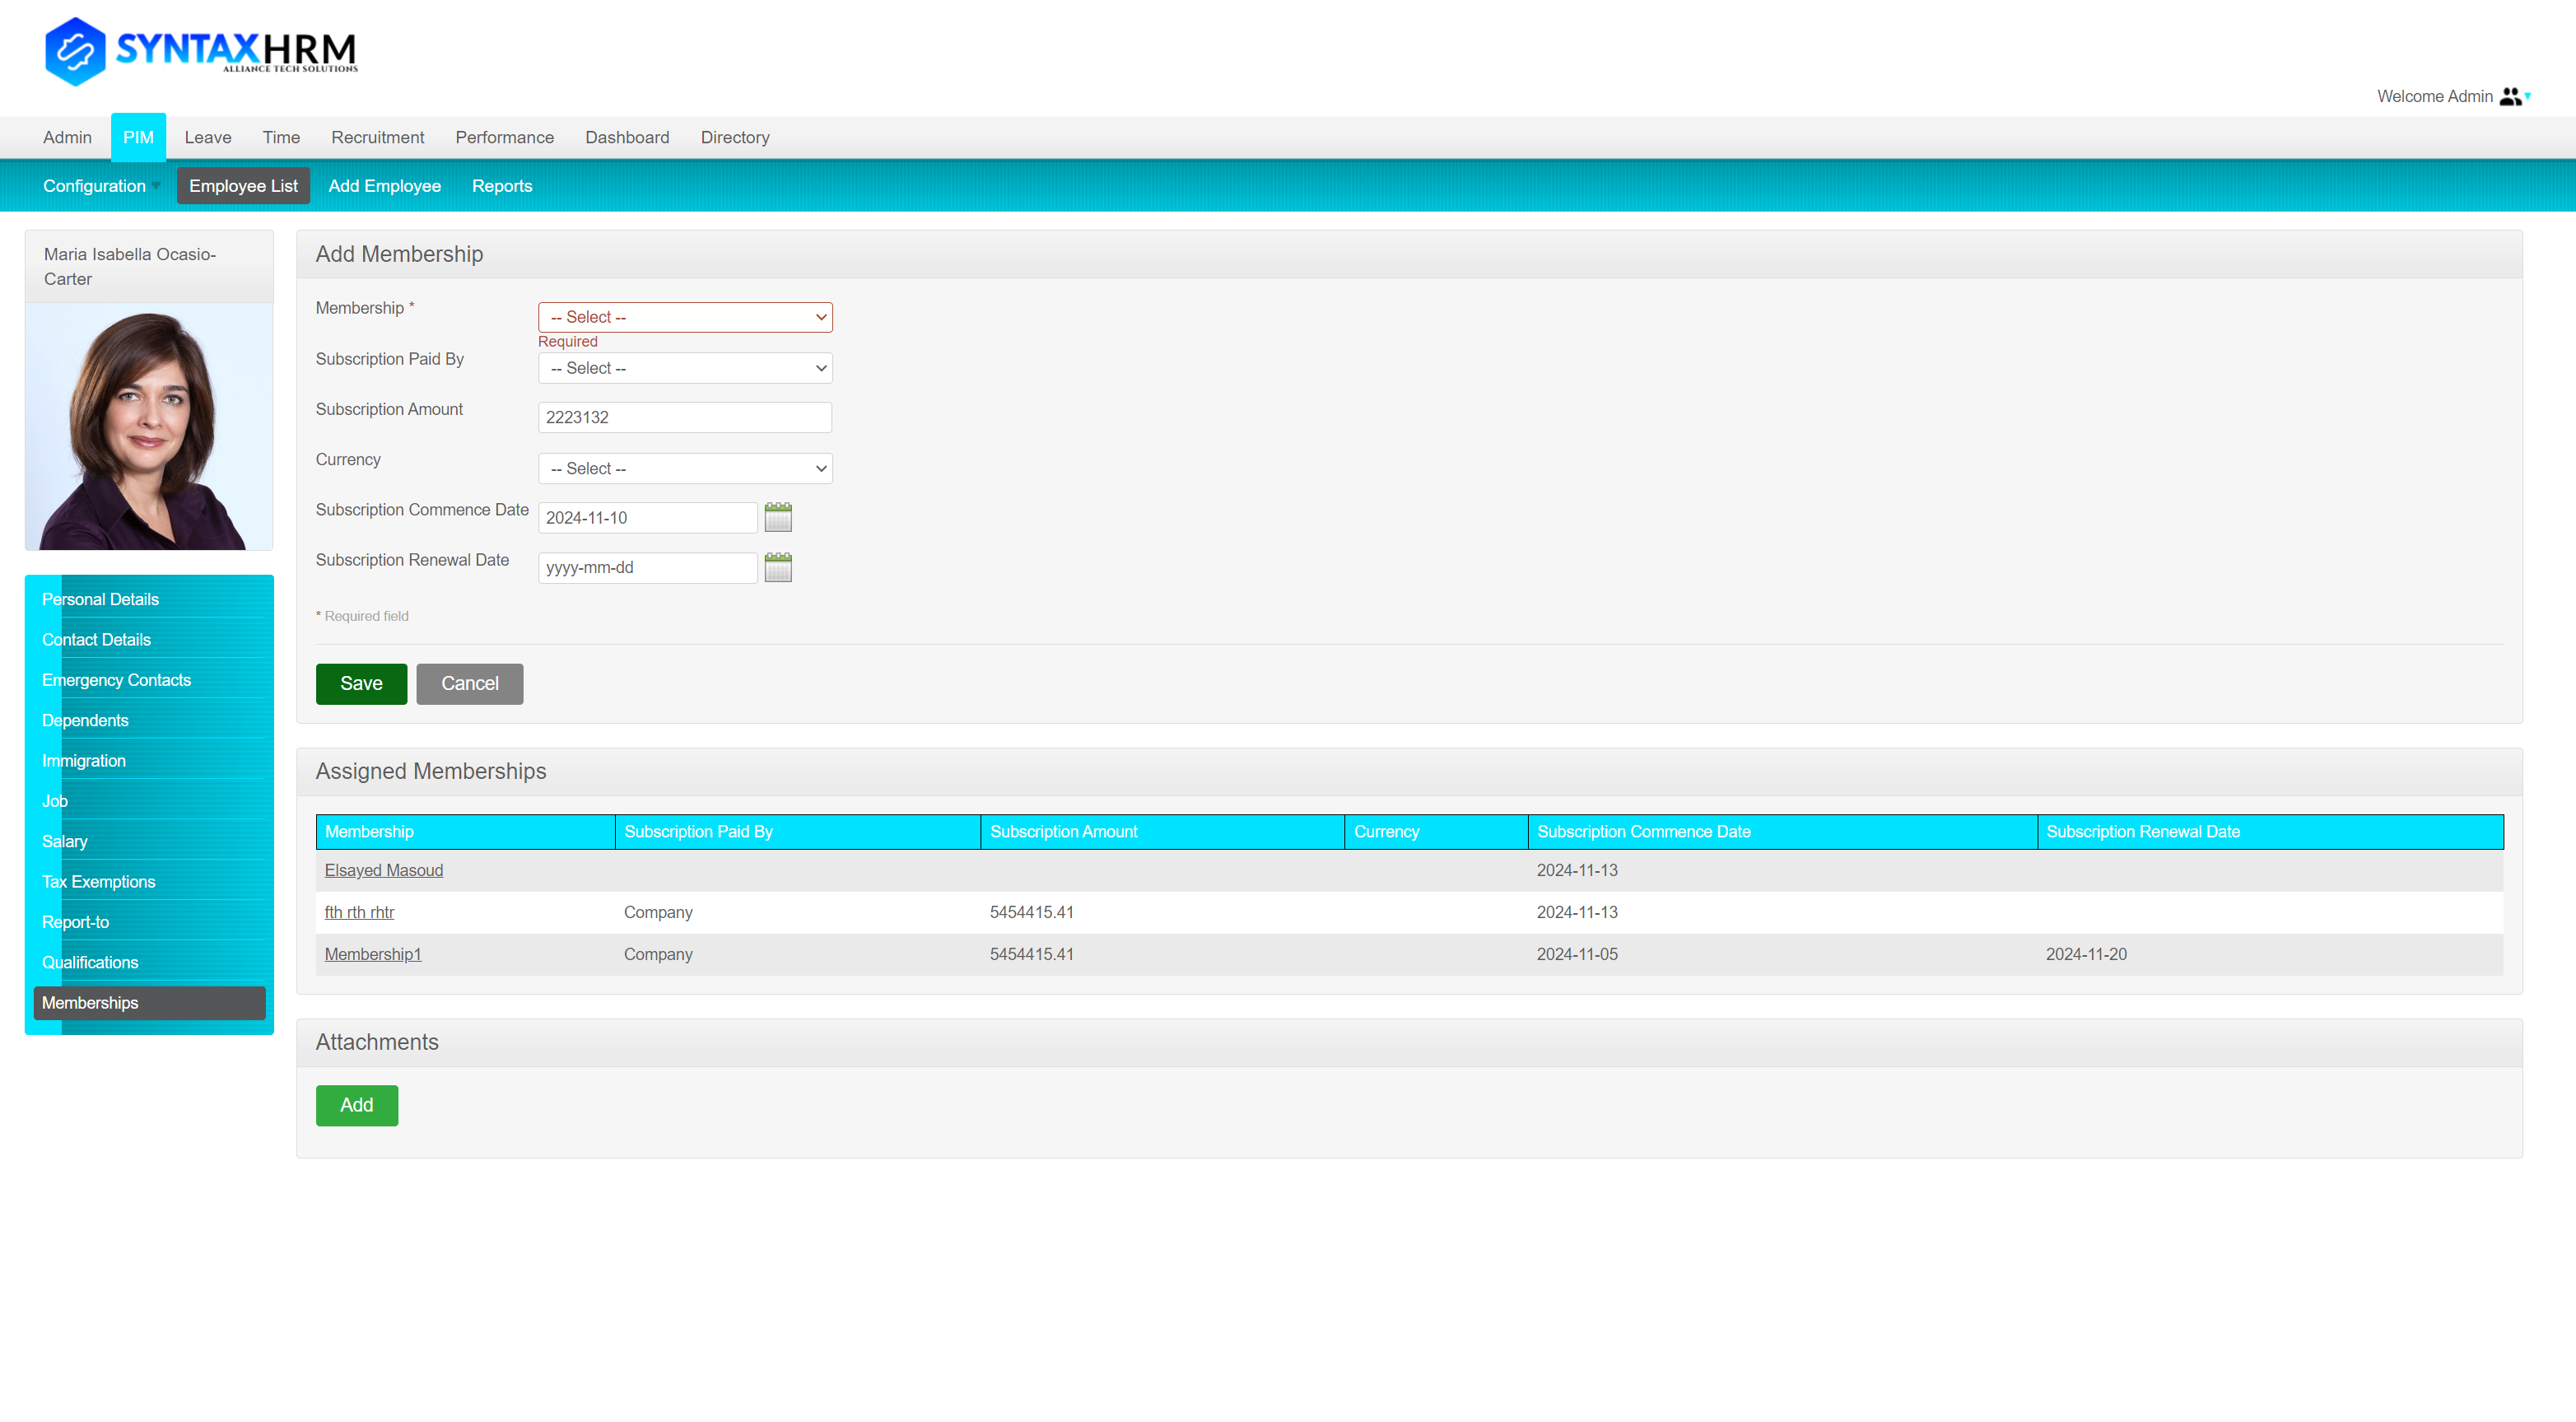 SYNTAXHRM
ALLIANCE TECH SOLUTIONS
Welcome Admin
Admin PIM Leave Time Recruitment Performance Dashboard Directory
Configuration Employee List Add Employee Reports
Maria Isabella Ocasio-
Carter
Personal Details
Contact Details
Emergency Contacts
Dependents
Immigration
Job
Salary
Tax Exemptions
Report-to
Qualifications
Memberships
Add Membership
Membership * -- Select --
Required
Subscription Paid By -- Select --
Subscription Amount 2223132
Currency -- Select --
Subscription Commence Date 2024-11-10
Subscription Renewal Date yyyy-mm-dd
* Required field
Save Cancel
Assigned Memberships
Membership Subscription Paid By Subscription Amount Currency Subscription Commence Date Subscription Renewal Date
Elsayed Masoud 2024-11-13
fth rth rhtr Company 5454415.41 2024-11-13
Membership1 Company 5454415.41 2024-11-05 2024-11-20
Attachments
Add